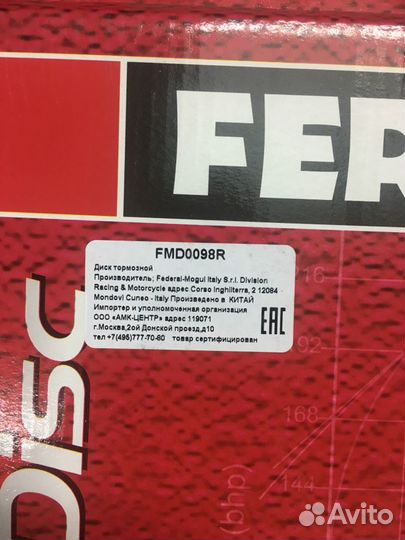 FER
FMD0098R
Диск тормозной
Производитель: Federal-Mogul Italy S.r.l. Division
Racing & Motorcycle адрес Corso Inghilterra, 2 12084
Mondovi Cuneo - Italy Произведено в КИТАЙ
Импортер и уполномоченная организация
ООО «АМК-ЦЕНТР» адрес 119071
г.Москва,2ой Донской проезд,д10
тел +7(495)777-70-60 товар сертифицирован
EAC
Disc
216
192
168
144
(bhp)
Avito